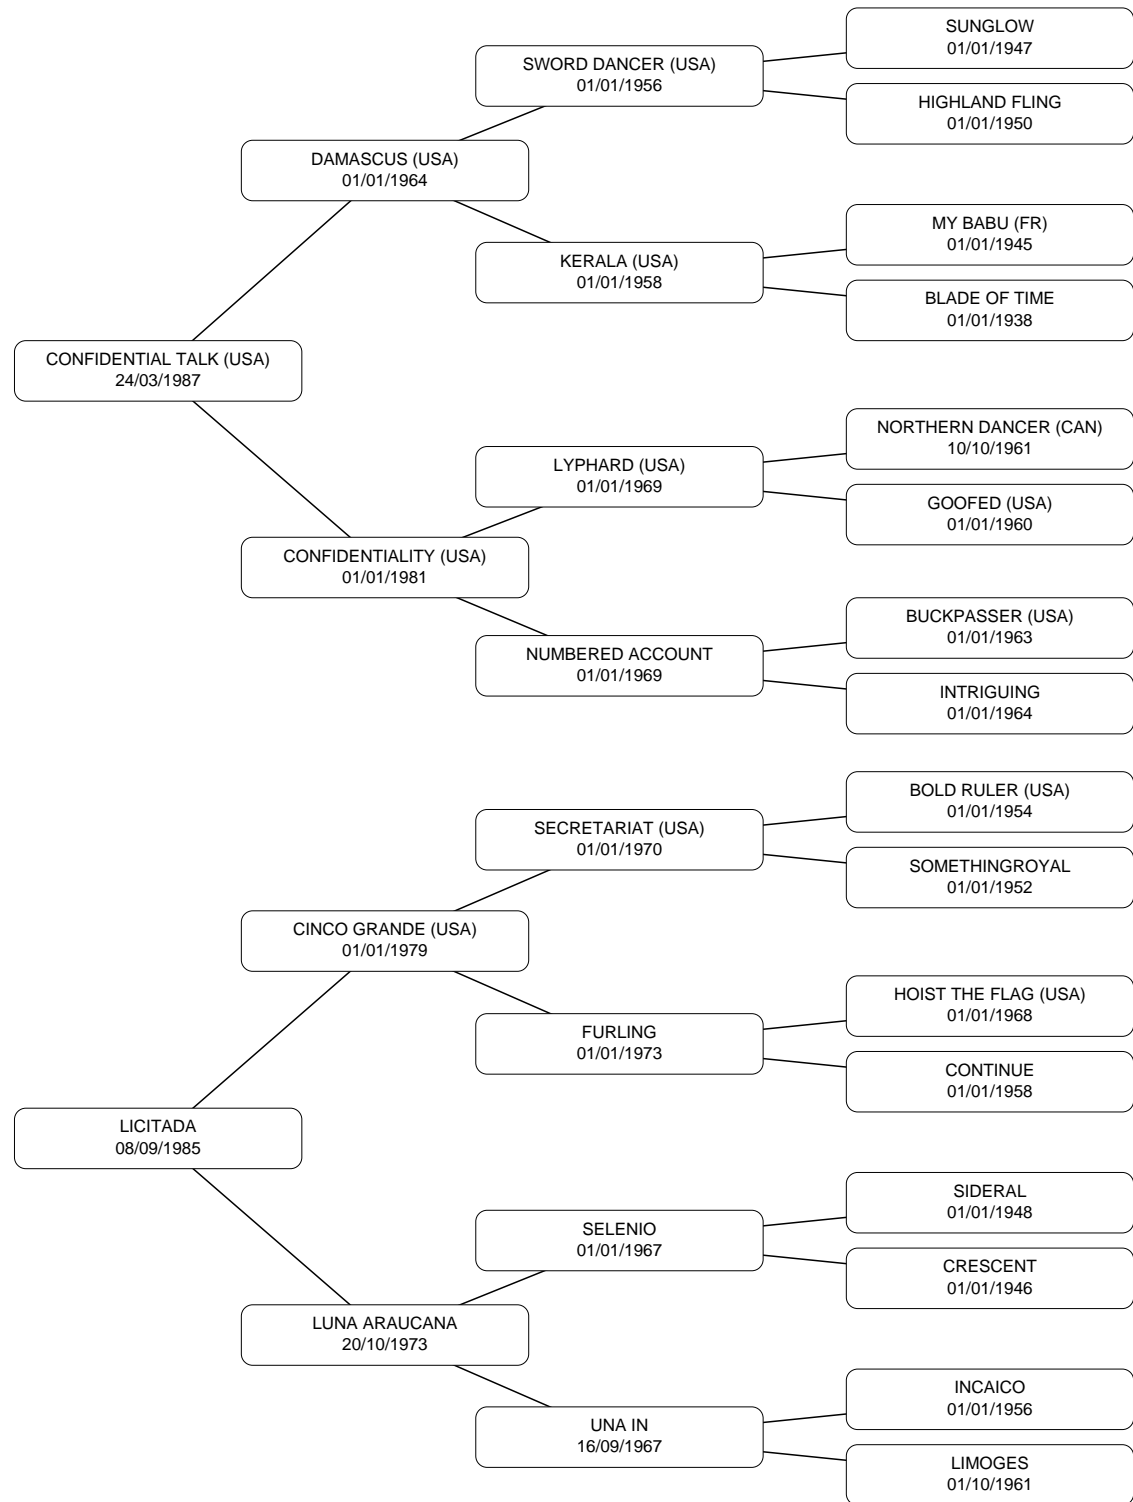 SUNGLOW
01/01/1947
SWORD DANCER (USA)
01/01/1956
HIGHLAND FLING
01/01/1950
DAMASCUS (USA)
01/01/1964
MY BABU (FR)
01/01/1945
KERALA (USA)
01/01/1958
BLADE OF TIME
01/01/1938
CONFIDENTIAL TALK (USA)
24/03/1987
NORTHERN DANCER (CAN)
10/10/1961
LYPHARD (USA)
01/01/1969
GOOFED (USA)
01/01/1960
CONFIDENTIALITY (USA)
01/01/1981
BUCKPASSER (USA)
01/01/1963
NUMBERED ACCOUNT
01/01/1969
INTRIGUING
01/01/1964
BOLD RULER (USA)
01/01/1954
SECRETARIAT (USA)
01/01/1970
SOMETHINGROYAL
01/01/1952
CINCO GRANDE (USA)
01/01/1979
HOIST THE FLAG (USA)
01/01/1968
FURLING
01/01/1973
CONTINUE
01/01/1958
LICITADA
08/09/1985
SIDERAL
01/01/1948
SELENIO
01/01/1967
CRESCENT
01/01/1946
LUNA ARAUCANA
20/10/1973
INCAICO
01/01/1956
UNA IN
16/09/1967
LIMOGES
01/10/1961